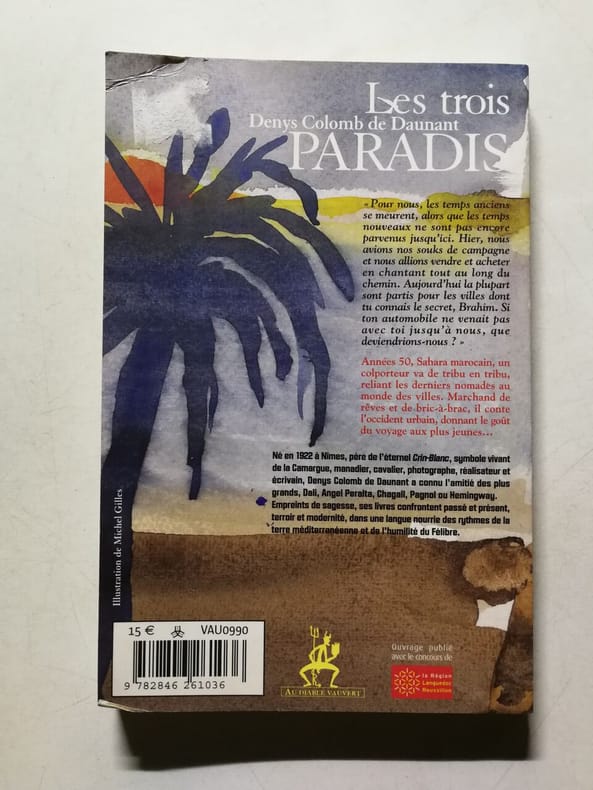 Les trois
Denys Colomb de Daunant
PARADIS
« Pour nous, les temps anciens
se meurent, alors que les temps
nouveaux ne sont pas encore
parvenus jusqu'ici. Hier, nous
avions nos souks de campagne
et nous allions vendre et acheter
en chantant tout au long du
chemin. Aujourd'hui la plupart
sont partis pour les villes dont
tu connais le secret, Brahim. Si
ton automobile ne venait pas
avec toi jusqu'à nous, que
deviendrions-nous ? »
Années 50, Sahara marocain, un
colporteur va de tribu en tribu,
reliant les derniers nomades au
monde des villes. Marchand de
rêves et de bric-à-brac, il conte
l'occident urbain, donnant le goût
du voyage aux plus jeunes…
Né en 1922 à Nîmes, père de l'éternel Crin-Blanc, symbole vivant
de la Camargue, manadier, cavalier, photographe, réalisateur et
écrivain, Denys Colomb de Daunant a connu l'amitié des plus
grands, Dali, Angel Peralta, Chagall, Pagnol ou Hemingway.
Empreints de sagesse, ses livres confrontent passé et présent,
terroir et modernité, dans une langue nourrie des rythmes de la
terre méditerranéenne et de l'humilité du Félibre.
Illustration de Michel Gilles
15 € VAU0990
9 782846 261036
AU DIABLE VAUVERT
Ouvrage publié
avec le concours de
la Région
Languedoc
Roussillon